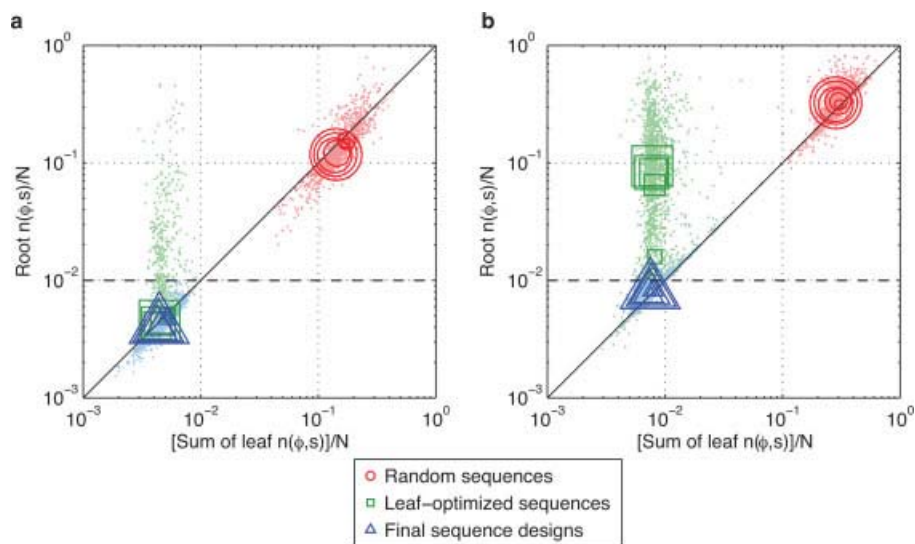 a
b
10^0
10^-1
10^-2
10^-3
Root n(ϕ,s)/N
10^-3
10^-2
10^-1
10^0
[Sum of leaf n(ϕ,s)]/N
10^0
10^-1
10^-2
10^-3
Root n(ϕ,s)/N
10^-3
10^-2
10^-1
10^0
[Sum of leaf n(ϕ,s)]/N
Random sequences
Leaf−optimized sequences
Final sequence designs